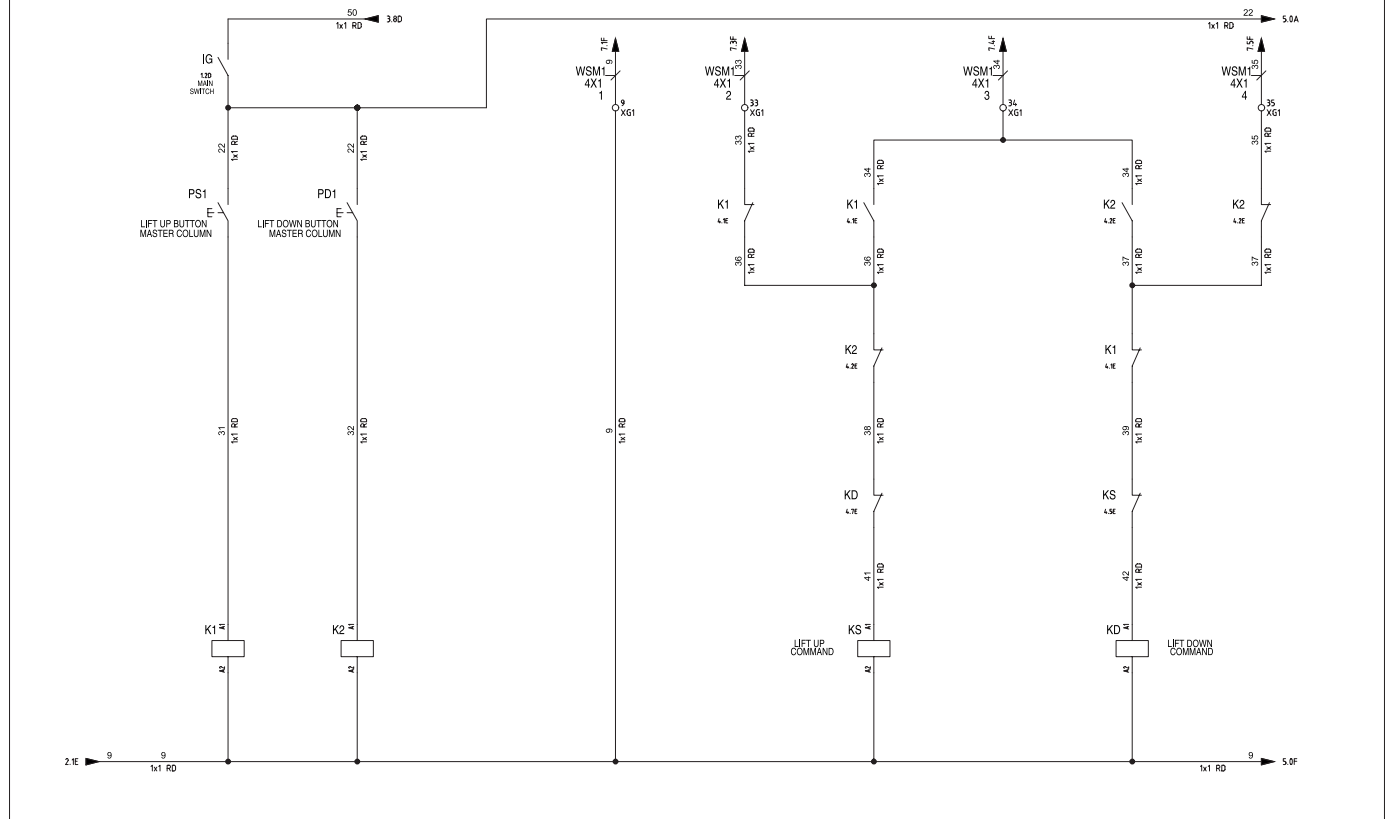 50
3.8D
1x1 RD
22
5.0A
1x1 RD
7.1F
7.3F
7.4F
7.5F
IG
1.2D
MAIN
SWITCH
9
WSM1
4X1
1
33
WSM1
4X1
2
34
WSM1
4X1
3
35
WSM1
4X1
4
9
XG1
33
XG1
34
XG1
35
XG1
22
1x1 RD
22
1x1 RD
33
1x1 RD
34
1x1 RD
34
1x1 RD
35
1x1 RD
PS1
LIFT UP BUTTON
MASTER COLUMN
PD1
LIFT DOWN BUTTON
MASTER COLUMN
K1
4.1E
K1
4.1E
K2
4.2E
K2
4.2E
36
1x1 RD
36
1x1 RD
37
1x1 RD
37
1x1 RD
K2
4.2E
K1
4.1E
31
1x1 RD
32
1x1 RD
9
1x1 RD
38
1x1 RD
39
1x1 RD
KD
4.7E
KS
4.5E
41
1x1 RD
42
1x1 RD
K1
A1
A2
K2
A1
A2
LIFT UP
COMMAND
KS
A1
A2
KD
A1
A2
LIFT DOWN
COMMAND
2.1E
9
9
1x1 RD
9
5.0F
1x1 RD